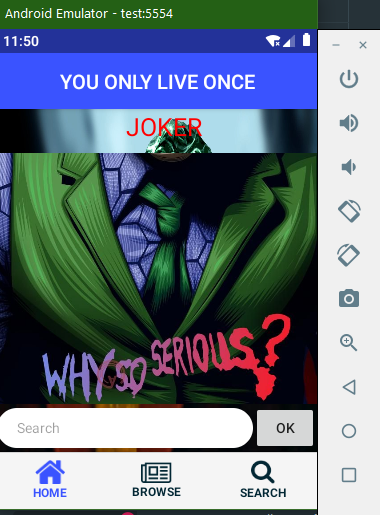 Android Emulator - test:5554
11:50
YOU ONLY LIVE ONCE
JOKER
WHY SO SERIOUS?
Search
OK
HOME
BROWSE
SEARCH